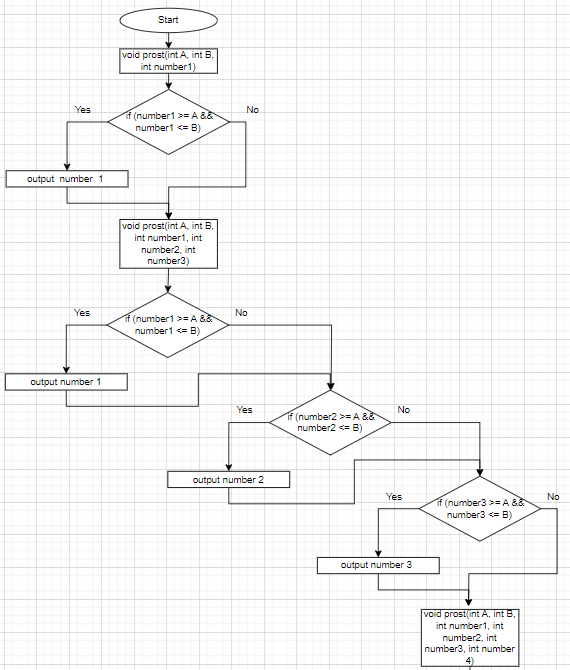 Start
void prost(int A, int B,
int number1)
Yes
No
if (number1 >= A &&
number1 <= B)
output number 1
void prost(int A, int B,
int number1, int
number2, int
number3)
Yes
No
if (number1 >= A &&
number1 <= B)
output number 1
Yes
No
if (number2 >= A &&
number2 <= B)
output number 2
Yes
No
if (number3 >= A &&
number3 <= B)
output number 3
void prost(int A, int B,
int number1, int
number2, int
number3, int number
4)